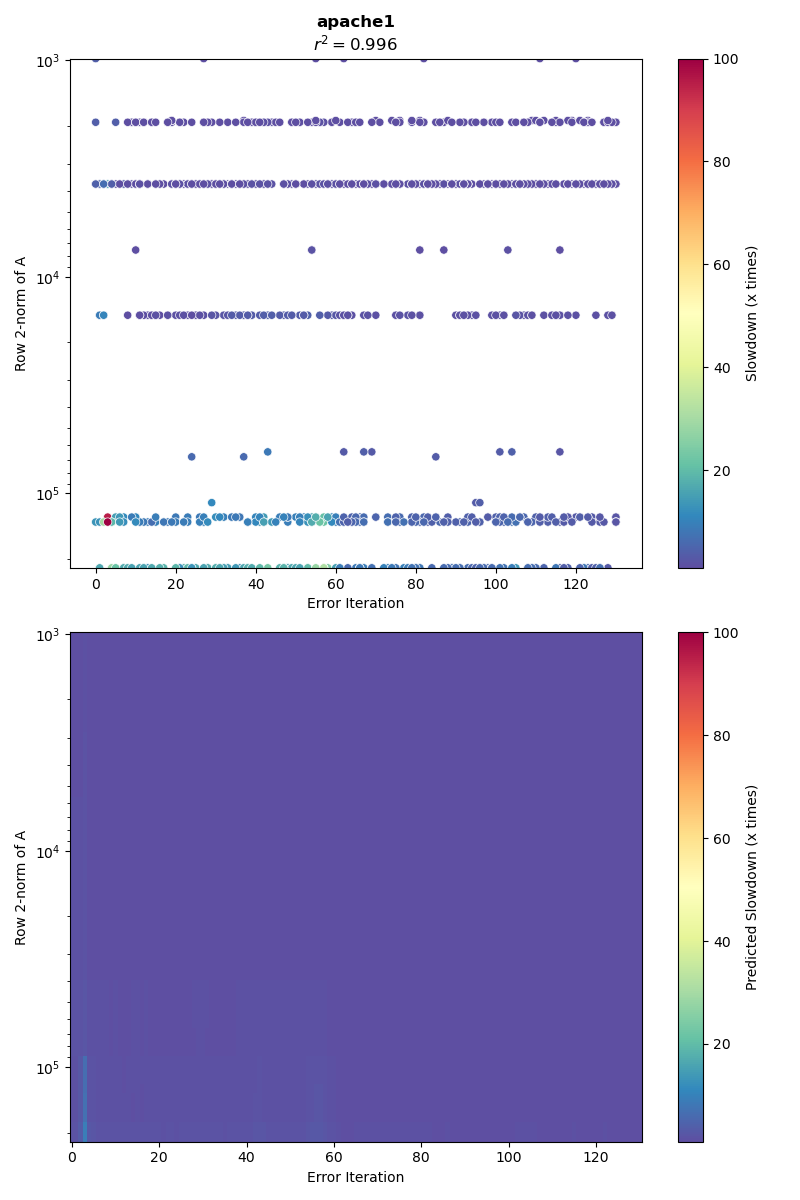 apache1
r² = 0.996
10³
10⁴
10⁵
Row 2-norm of A
0 20 40 60 80 100 120
Error Iteration
100
80
60
40
20
Slowdown (x times)
10³
10⁴
10⁵
Row 2-norm of A
0 20 40 60 80 100 120
Error Iteration
100
80
60
40
20
Predicted Slowdown (x times)